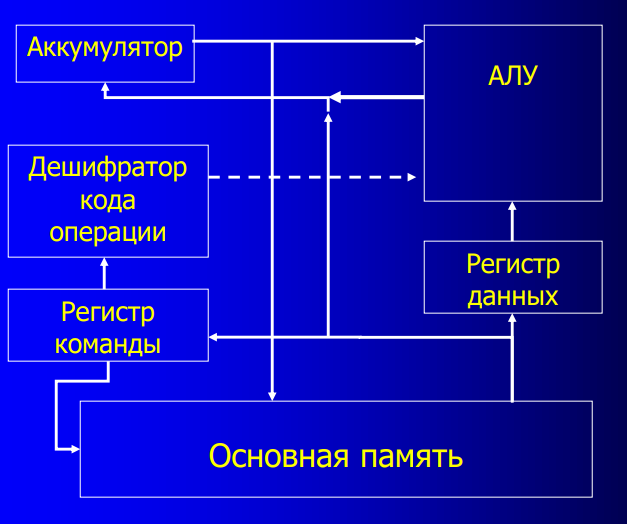 Аккумулятор
АЛУ
Дешифратор
кода
операции
Регистр
данных
Регистр
команды
Основная память